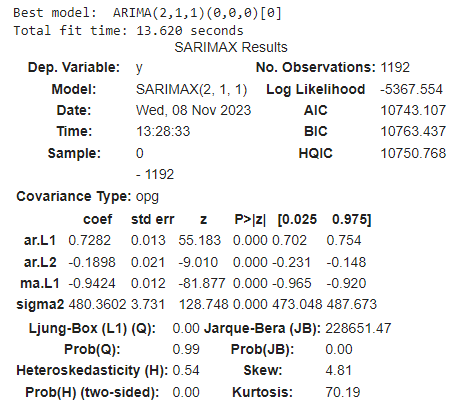 Best model: ARIMA(2,1,1)(0,0,0)[0]
Total fit time: 13.620 seconds
SARIMAX Results
Dep. Variable: y No. Observations: 1192
Model: SARIMAX(2, 1, 1) Log Likelihood -5367.554
Date: Wed, 08 Nov 2023 AIC 10743.107
Time: 13:28:33 BIC 10763.437
Sample: 0 HQIC 10750.768
- 1192
Covariance Type: opg
coef std err z P>|z| [0.025 0.975]
ar.L1 0.7282 0.013 55.183 0.000 0.702 0.754
ar.L2 -0.1898 0.021 -9.010 0.000 -0.231 -0.148
ma.L1 -0.9424 0.012 -81.877 0.000 -0.965 -0.920
sigma2 480.3602 3.731 128.748 0.000 473.048 487.673
Ljung-Box (L1) (Q): 0.00 Jarque-Bera (JB): 228651.47
Prob(Q): 0.99 Prob(JB): 0.00
Heteroskedasticity (H): 0.54 Skew: 4.81
Prob(H) (two-sided): 0.00 Kurtosis: 70.19